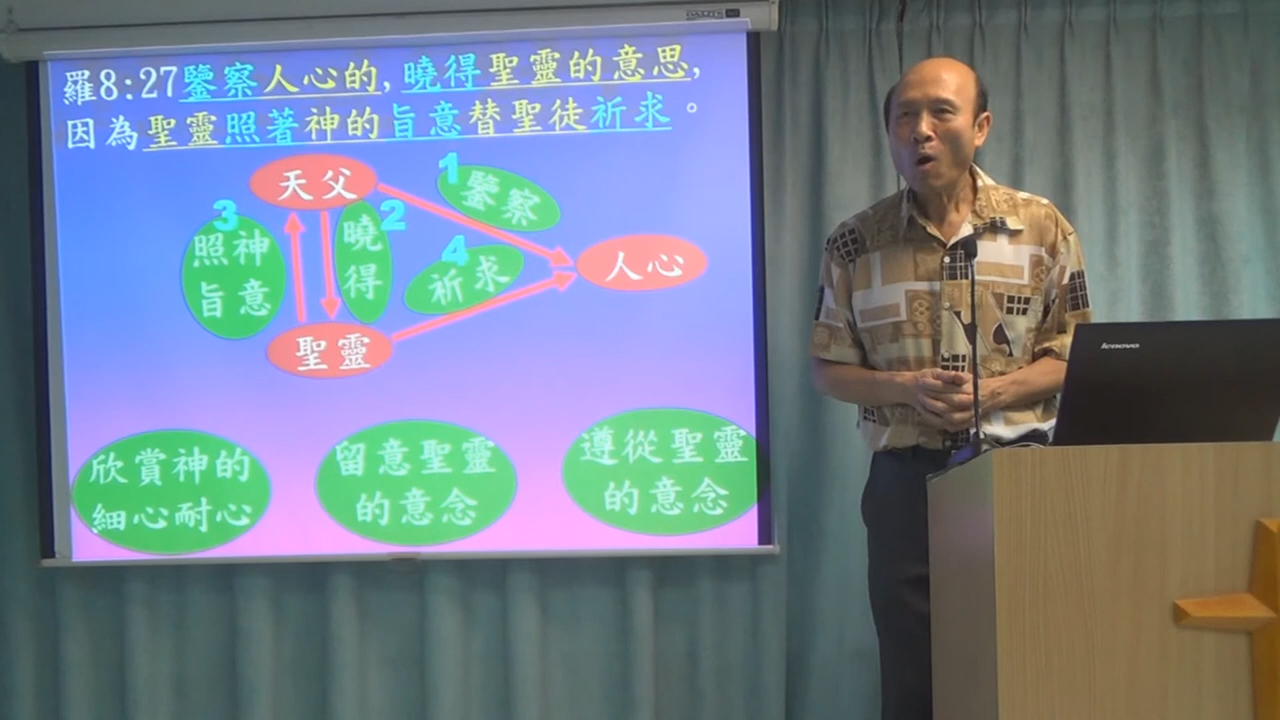 羅8:27鑒察人心的,曉得聖靈的意思,
因為聖靈照著神的旨意替聖徒祈求。
天父
1
鑒察
3
照神
旨意
2
曉
得
4
祈求
人心
聖靈
欣賞神的
細心耐心
留意聖靈
的意念
遵從聖靈
的意念
lenovo